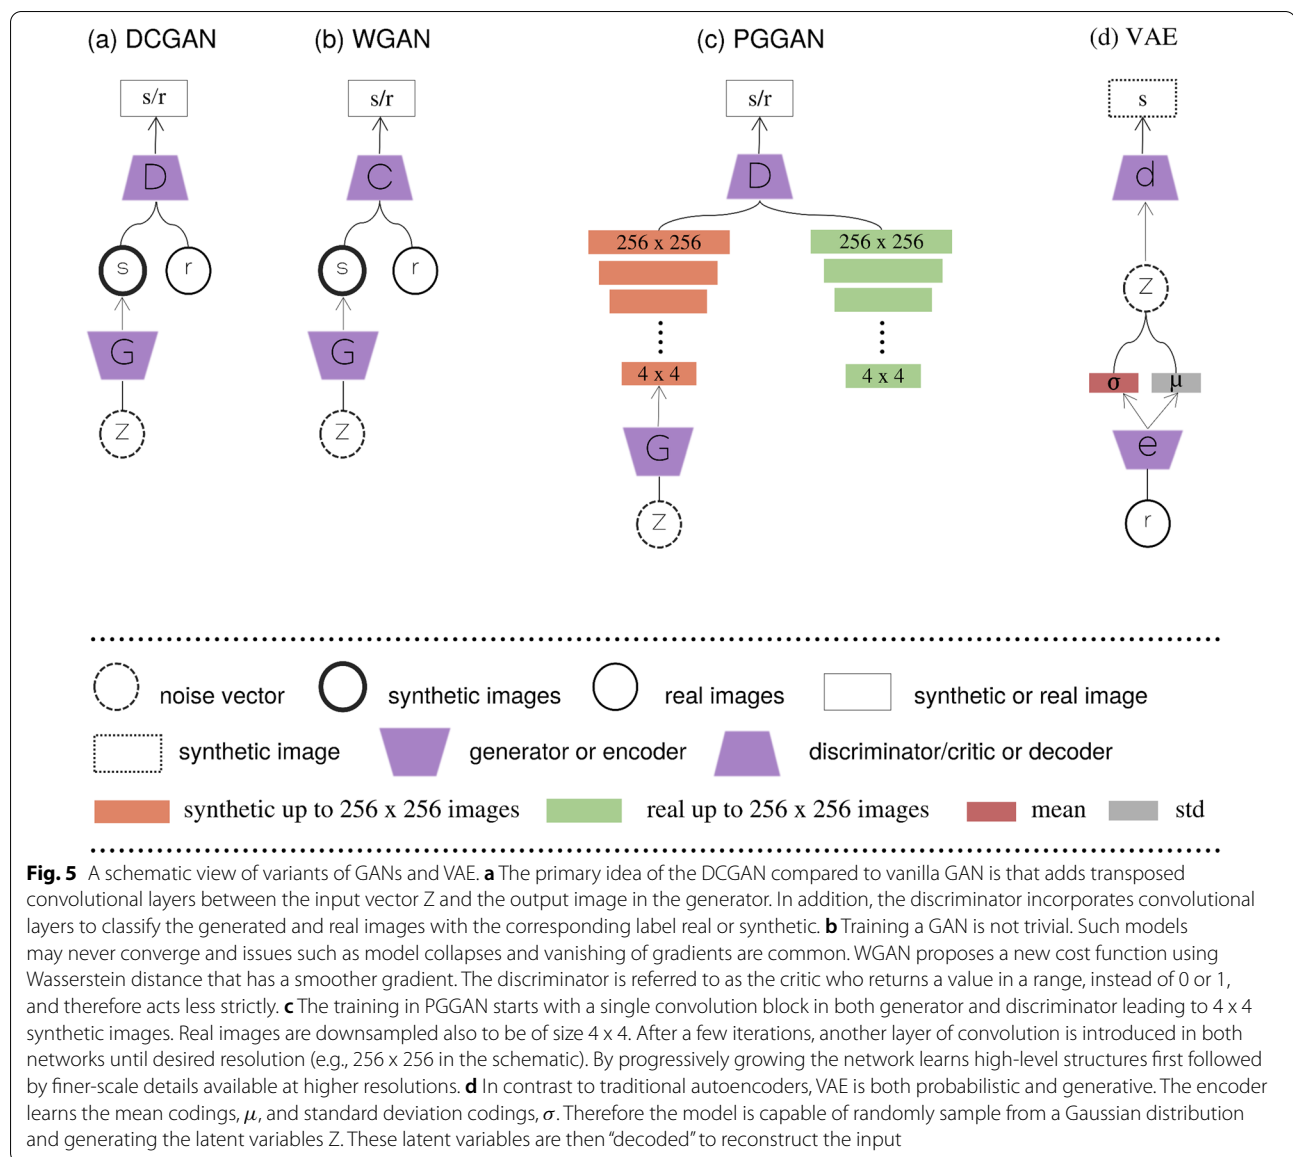 (a) DCGAN (b) WGAN (c) PGGAN (d) VAE
s/r s/r s/r s
D C D d
256 x 256 256 x 256
s r s r Z
G G
4 x 4 4 x 4
σ μ
Z Z G e
Z r
noise vector synthetic images real images synthetic or real image
synthetic image generator or encoder discriminator/critic or decoder
synthetic up to 256 x 256 images real up to 256 x 256 images mean std
Fig. 5 A schematic view of variants of GANs and VAE. a The primary idea of the DCGAN compared to vanilla GAN is that adds transposed
convolutional layers between the input vector Z and the output image in the generator. In addition, the discriminator incorporates convolutional
layers to classify the generated and real images with the corresponding label real or synthetic. b Training a GAN is not trivial. Such models
may never converge and issues such as model collapses and vanishing of gradients are common. WGAN proposes a new cost function using
Wasserstein distance that has a smoother gradient. The discriminator is referred to as the critic who returns a value in a range, instead of 0 or 1,
and therefore acts less strictly. c The training in PGGAN starts with a single convolution block in both generator and discriminator leading to 4 x 4
synthetic images. Real images are downsampled also to be of size 4 x 4. After a few iterations, another layer of convolution is introduced in both
networks until desired resolution (e.g., 256 x 256 in the schematic). By progressively growing the network learns high-level structures first followed
by finer-scale details available at higher resolutions. d In contrast to traditional autoencoders, VAE is both probabilistic and generative. The encoder
learns the mean codings, μ, and standard deviation codings, σ. Therefore the model is capable of randomly sample from a Gaussian distribution
and generating the latent variables Z. These latent variables are then “decoded” to reconstruct the input